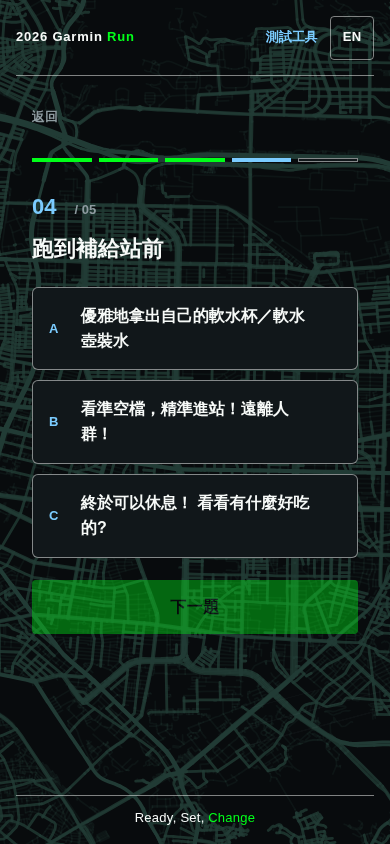 2026 Garmin Run
測試工具
EN
返回
04 / 05
跑到補給站前
A
優雅地拿出自己的軟水杯／軟水
壺裝水
B
看準空檔，精準進站！遠離人
群！
C
終於可以休息！ 看看有什麼好吃
的?
下一題
Ready, Set, Change